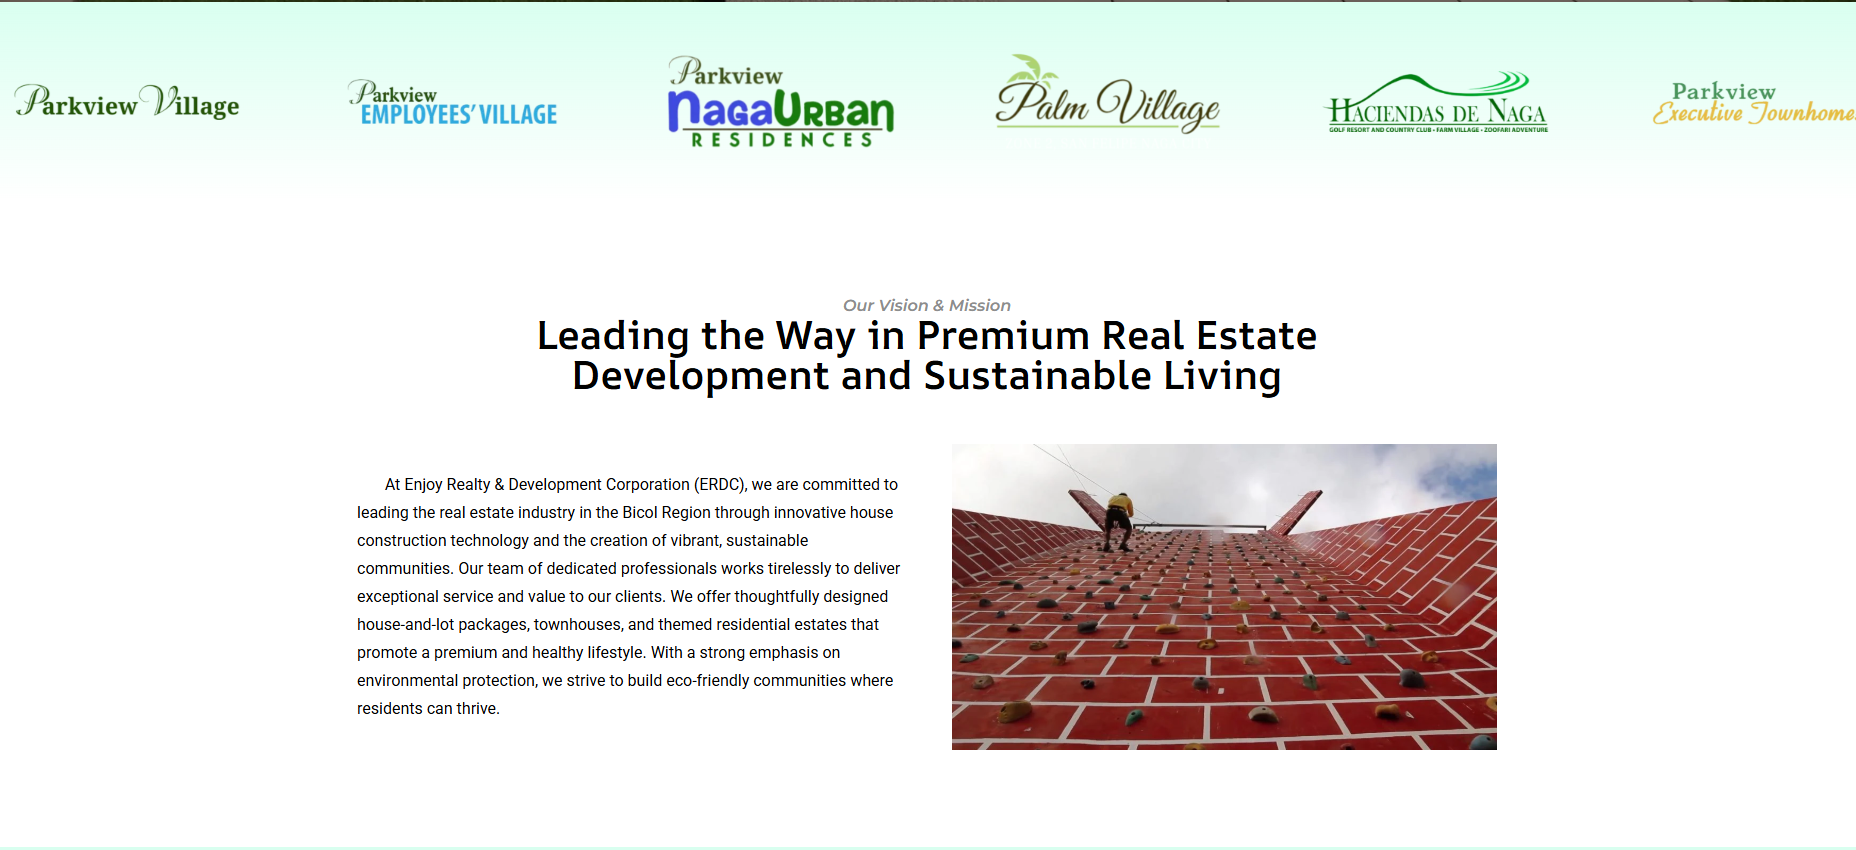 Parkview Village
Parkview
EMPLOYEES' VILLAGE
Parkview
NAGAURBAN
RESIDENCES
Palm Village
HACIENDAS DE NAGA
GOLF RESORT AND COUNTRY CLUB • FARM VILLAGE • ZOOFARI ADVENTURE
Parkview
Executive Townhome
Our Vision & Mission
Leading the Way in Premium Real Estate
Development and Sustainable Living
At Enjoy Realty & Development Corporation (ERDC), we are committed to
leading the real estate industry in the Bicol Region through innovative house
construction technology and the creation of vibrant, sustainable
communities. Our team of dedicated professionals works tirelessly to deliver
exceptional service and value to our clients. We offer thoughtfully designed
house-and-lot packages, townhouses, and themed residential estates that
promote a premium and healthy lifestyle. With a strong emphasis on
environmental protection, we strive to build eco-friendly communities where
residents can thrive.